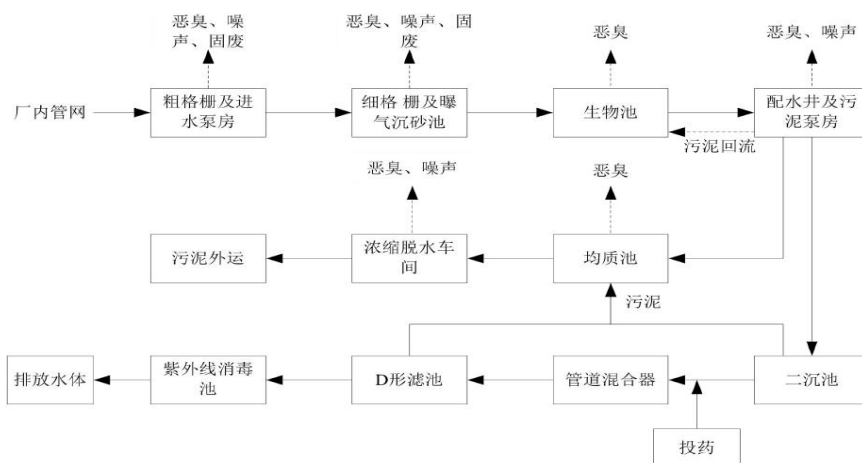 恶臭、噪
声、固废
恶臭、噪声、固
废
恶臭
恶臭、噪声
厂内管网
粗格栅及进
水泵房
细格 栅及曝
气沉砂池
生物池
配水井及污
泥泵房
污泥回流
恶臭、噪声
恶臭
污泥外运
浓缩脱水车
间
均质池
污泥
排放水体
紫外线消毒
池
D形滤池
管道混合器
二沉池
投药